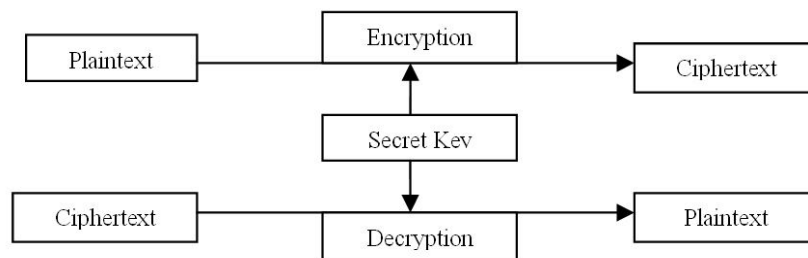 Encryption
Plaintext
Ciphertext
Secret Kev
Ciphertext
Plaintext
Decryption